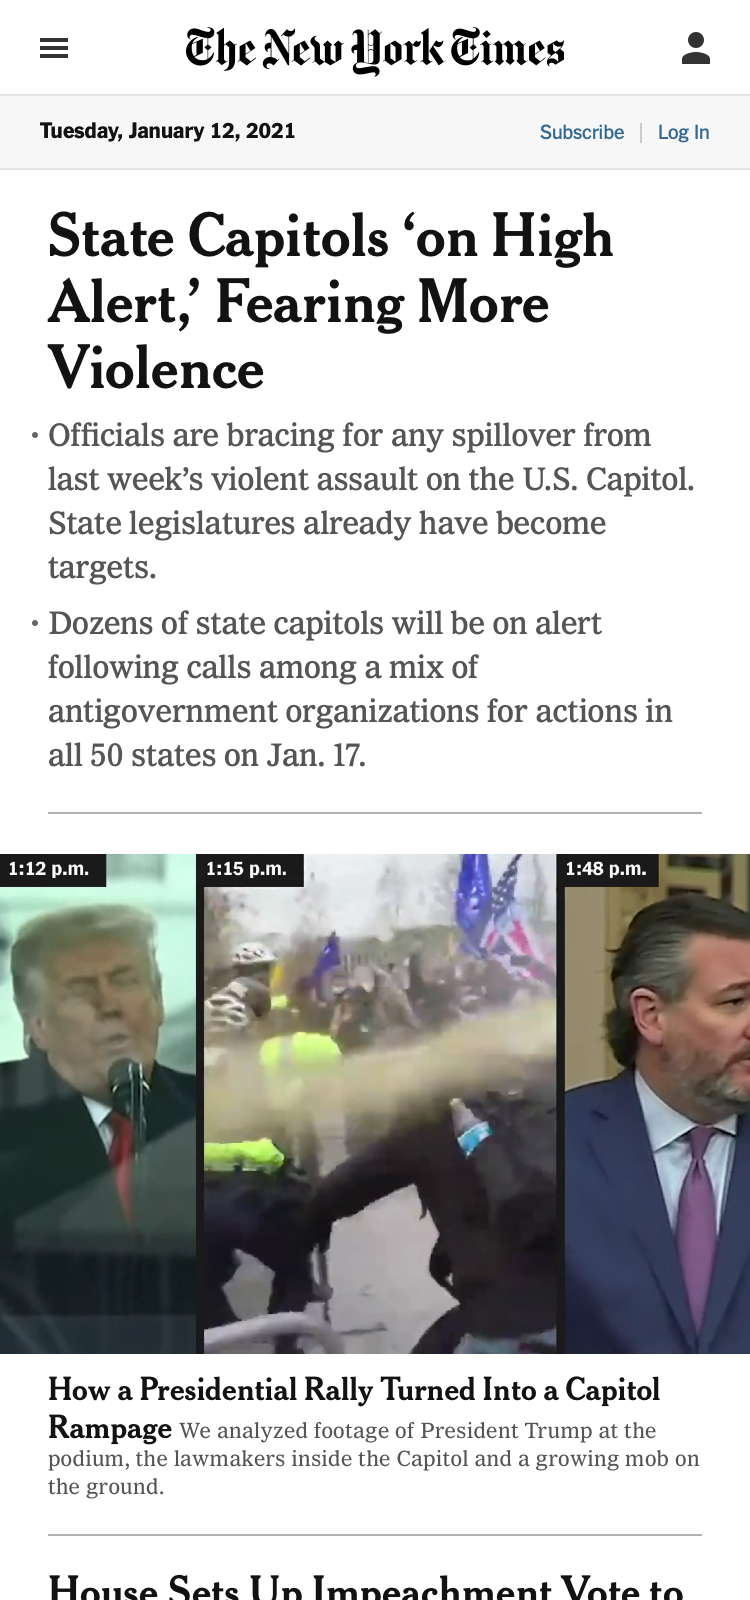 The New York Times
Tuesday, January 12, 2021
Subscribe | Log In
State Capitols ‘on High
Alert,’ Fearing More
Violence
• Officials are bracing for any spillover from
last week’s violent assault on the U.S. Capitol.
State legislatures already have become
targets.
• Dozens of state capitols will be on alert
following calls among a mix of
antigovernment organizations for actions in
all 50 states on Jan. 17.
1:12 p.m.
1:15 p.m.
1:48 p.m.
How a Presidential Rally Turned Into a Capitol
Rampage We analyzed footage of President Trump at the
podium, the lawmakers inside the Capitol and a growing mob on
the ground.
House Sets Up Impeachment Vote to